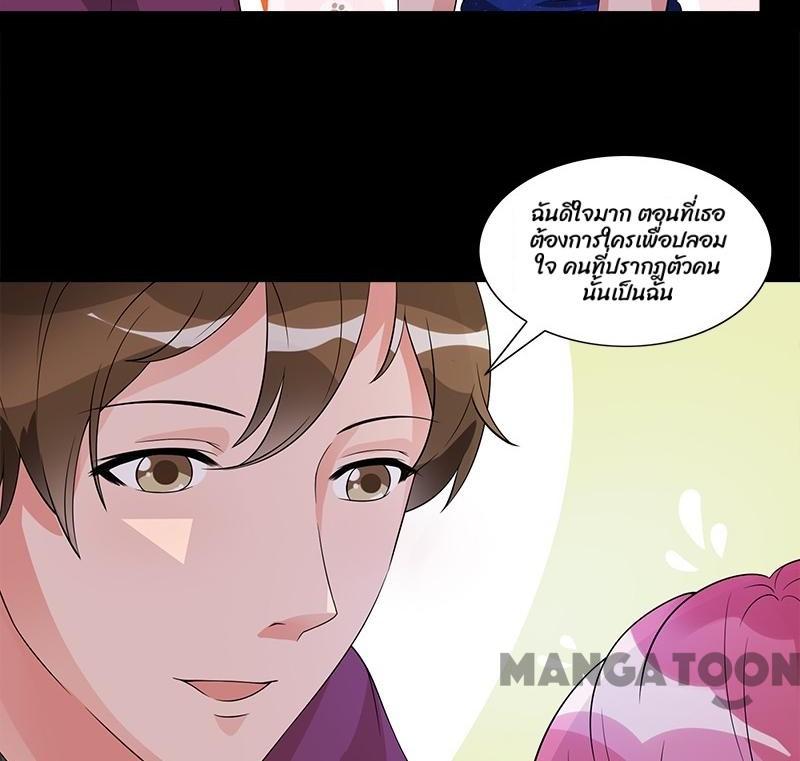 ฉันดีใจมาก ตอนที่เธอ
ต้องการใครเพื่อปลอม
ใจ คนที่ปรากฎตัวคน
นั้นเป็นฉัน
MANGATOON